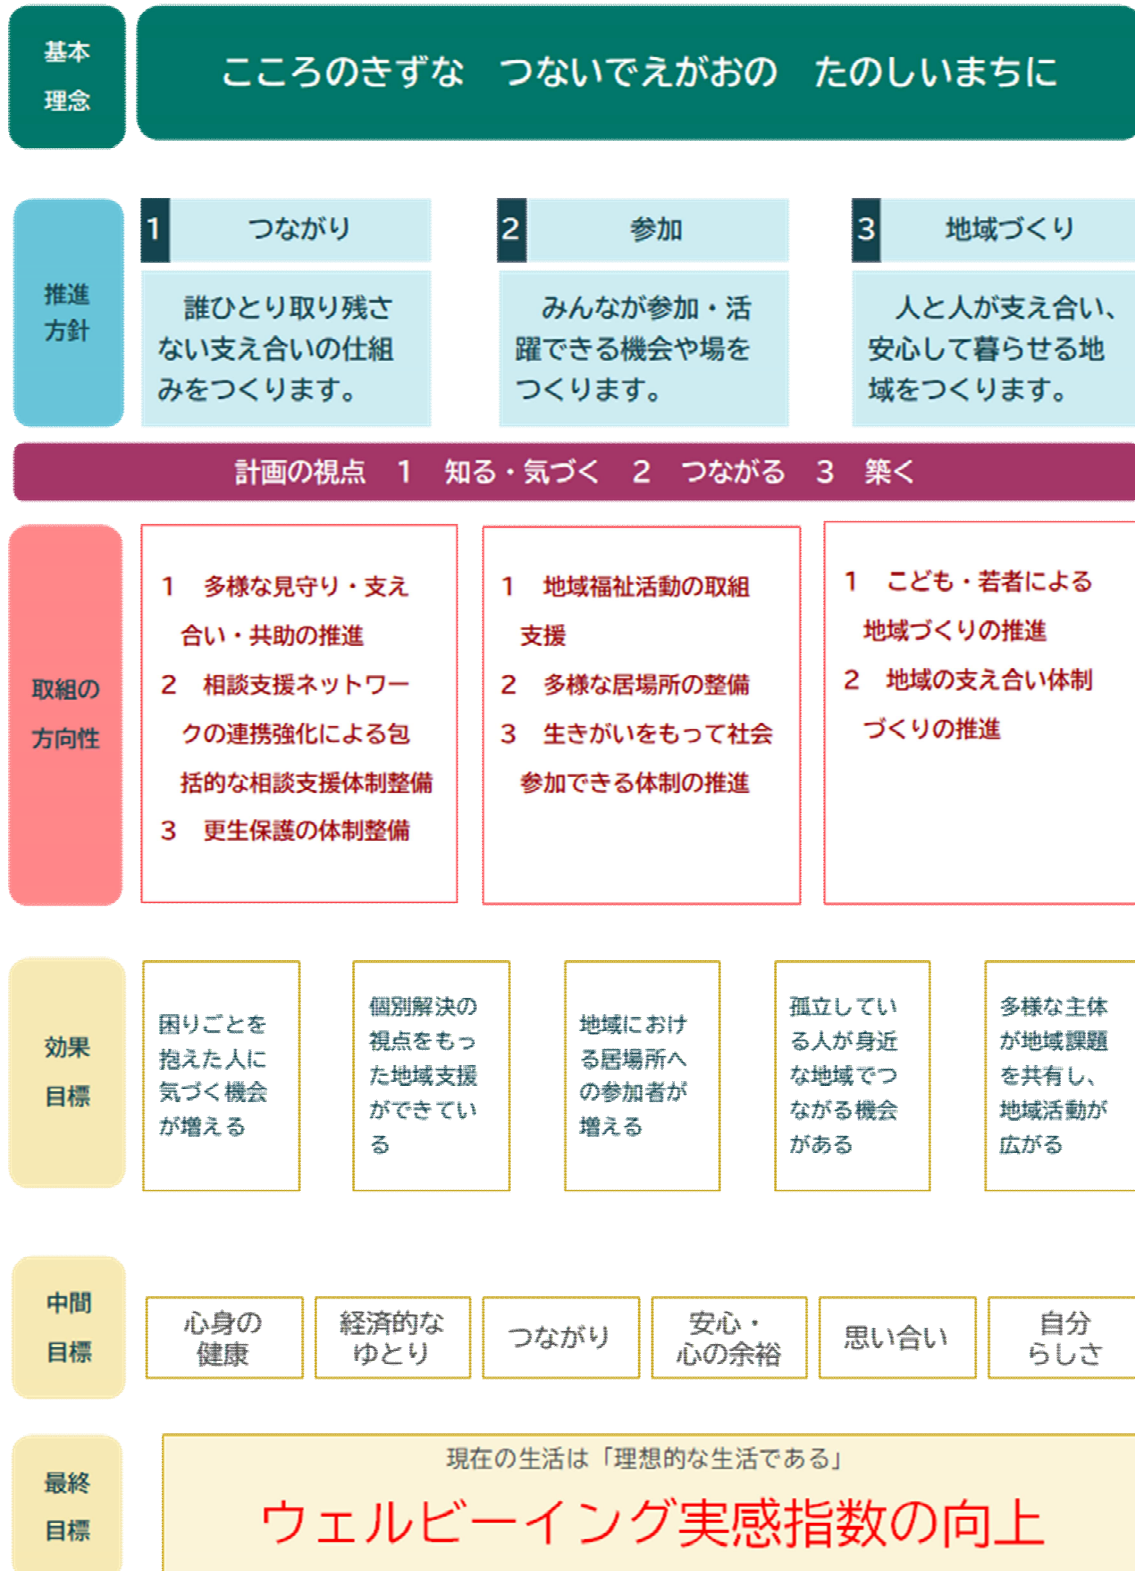 基本
理念
こころのきずな　つないでえがおの　たのしいまちに
推進
方針
1　つながり
誰ひとり取り残さ
ない支え合いの仕組
みをつくります。
2　参加
みんなが参加・活
躍できる機会や場を
つくります。
3　地域づくり
人と人が支え合い、
安心して暮らせる地
域をつくります。
計画の視点　1　知る・気づく　2　つながる　3　築く
取組の
方向性
1　多様な見守り・支え
合い・共助の推進
2　相談支援ネットワー
クの連携強化による包
括的な相談支援体制整備
3　更生保護の体制整備
1　地域福祉活動の取組
支援
2　多様な居場所の整備
3　生きがいをもって社会
参加できる体制の推進
1　こども・若者による
地域づくりの推進
2　地域の支え合い体制
づくりの推進
効果
目標
困りごとを
抱えた人に
気づく機会
が増える
個別解決の
視点をもっ
た地域支援
ができてい
る
地域におけ
る居場所へ
の参加者が
増える
孤立してい
る人が身近
な地域でつ
ながる機会
がある
多様な主体
が地域課題
を共有し、
地域活動が
広がる
中間
目標
心身の
健康
経済的な
ゆとり
つながり
安心・
心の余裕
思い合い
自分
らしさ
最終
目標
現在の生活は「理想的な生活である」
ウェルビーイング実感指数の向上